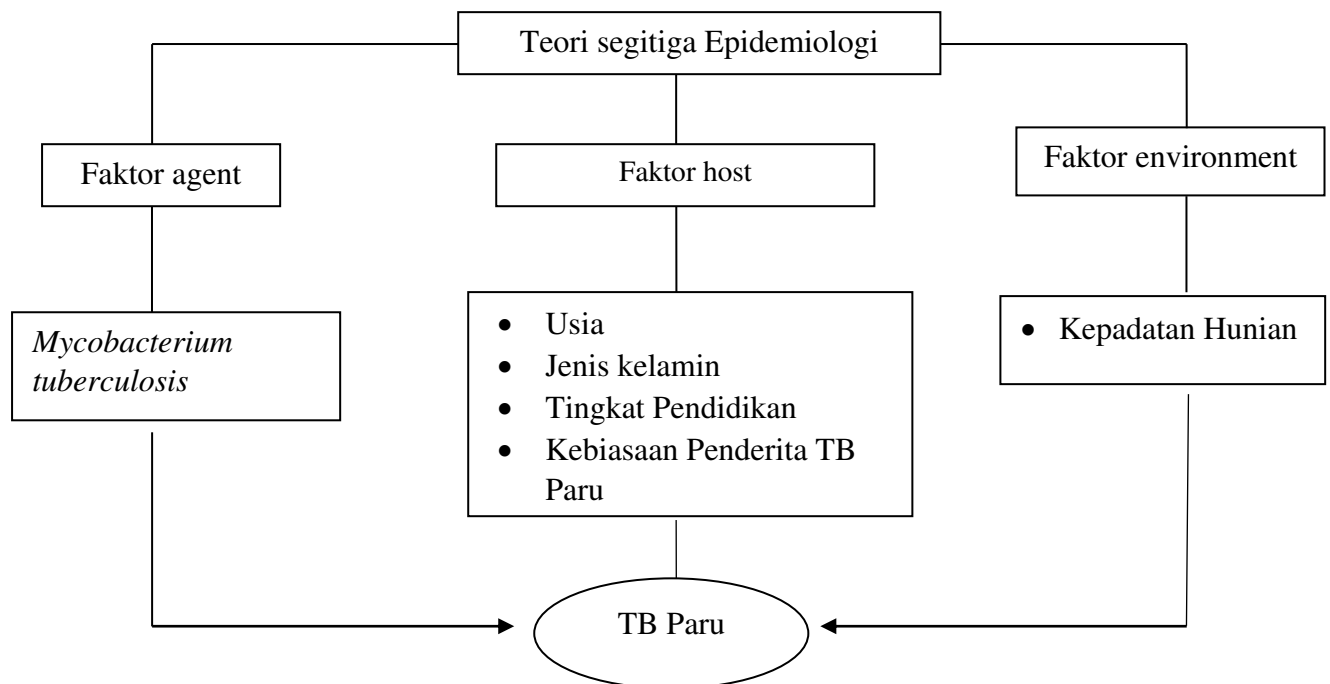 Teori segitiga Epidemiologi
Faktor agent
Faktor host
Faktor environment
Mycobacterium
tuberculosis
• Usia
• Jenis kelamin
• Tingkat Pendidikan
• Kebiasaan Penderita TB
Paru
• Kepadatan Hunian
TB Paru